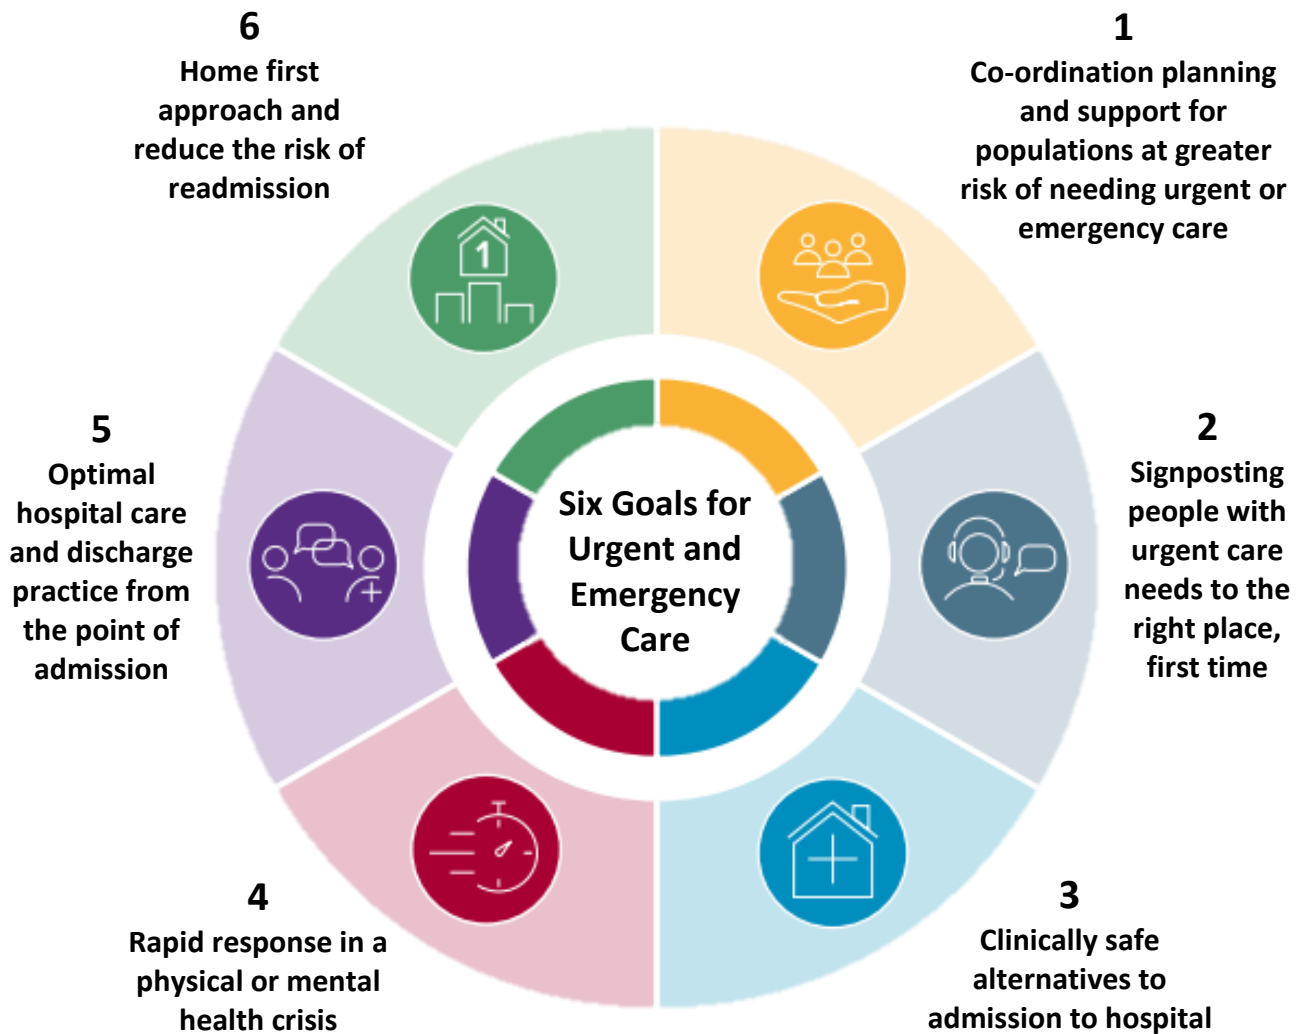 Six Goals for
Urgent and
Emergency
Care
1
Co-ordination planning
and support for
populations at greater
risk of needing urgent or
emergency care
2
Signposting
people with
urgent care
needs to the
right place,
first time
3
Clinically safe
alternatives to
admission to hospital
4
Rapid response in a
physical or mental
health crisis
5
Optimal
hospital care
and discharge
practice from
the point of
admission
6
Home first
approach and
reduce the risk of
readmission
1